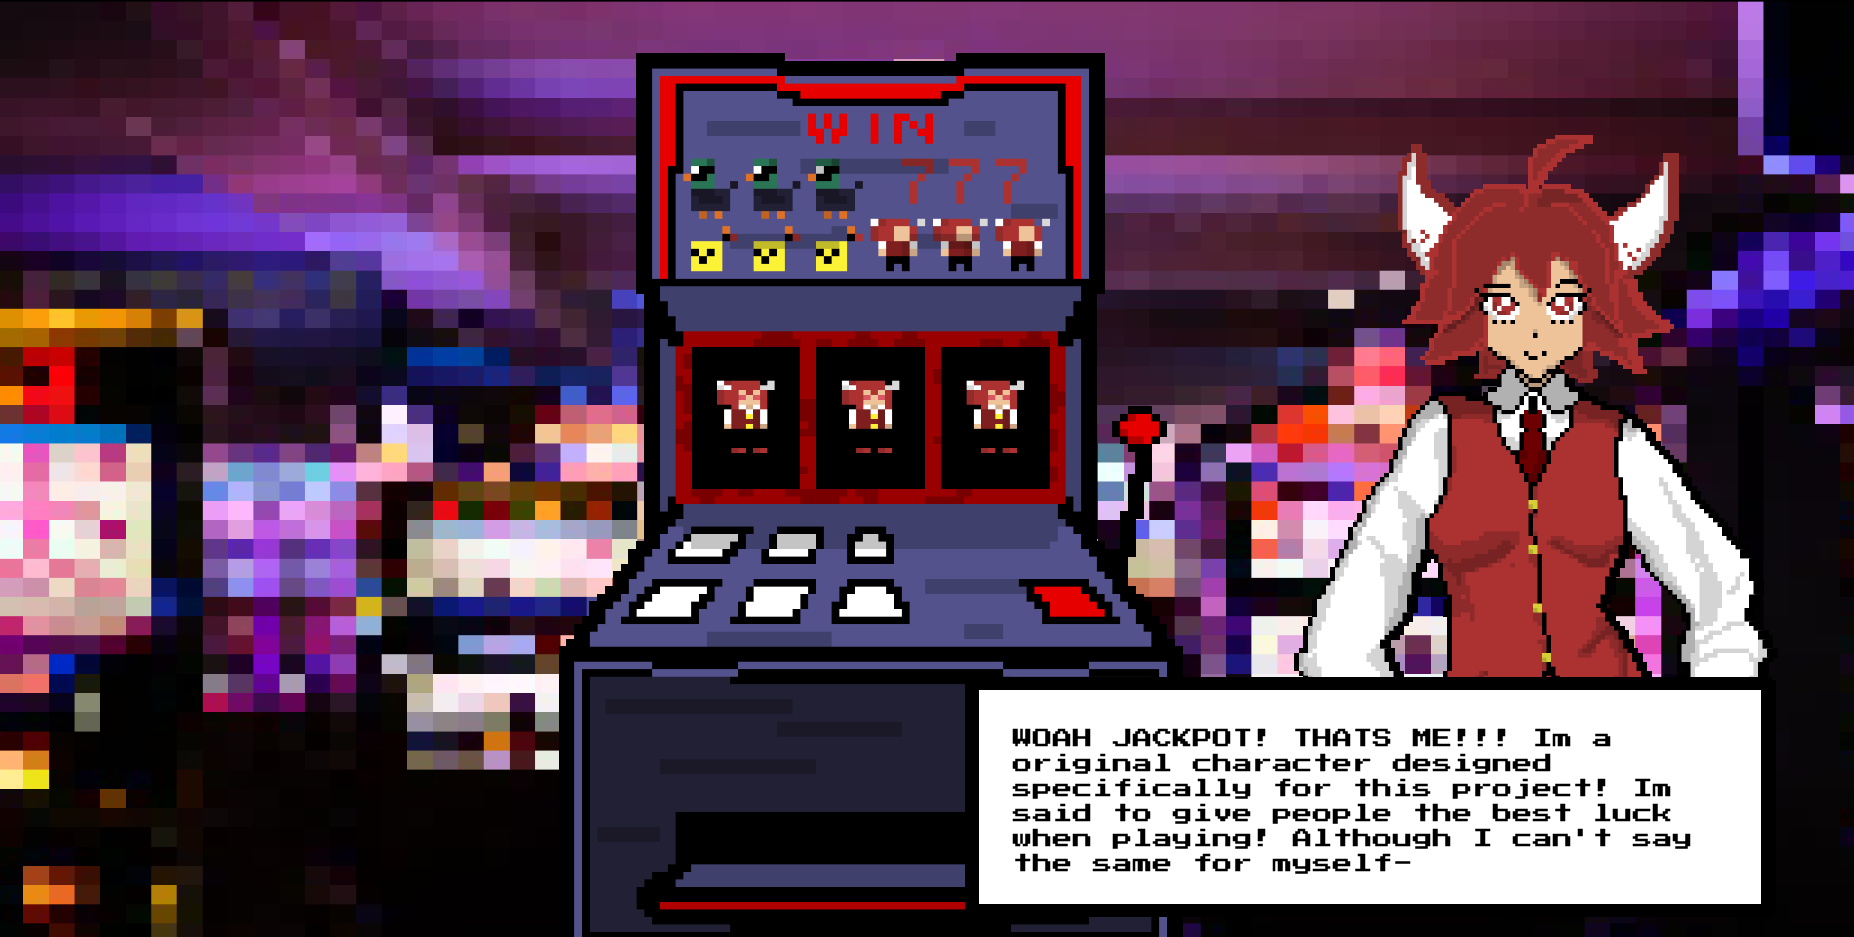 WIN
777
WOAH JACKPOT! THATS ME!!! Im a
original character designed
specifically for this project! Im
said to give people the best luck
when playing! Although I can't say
the same for myself-